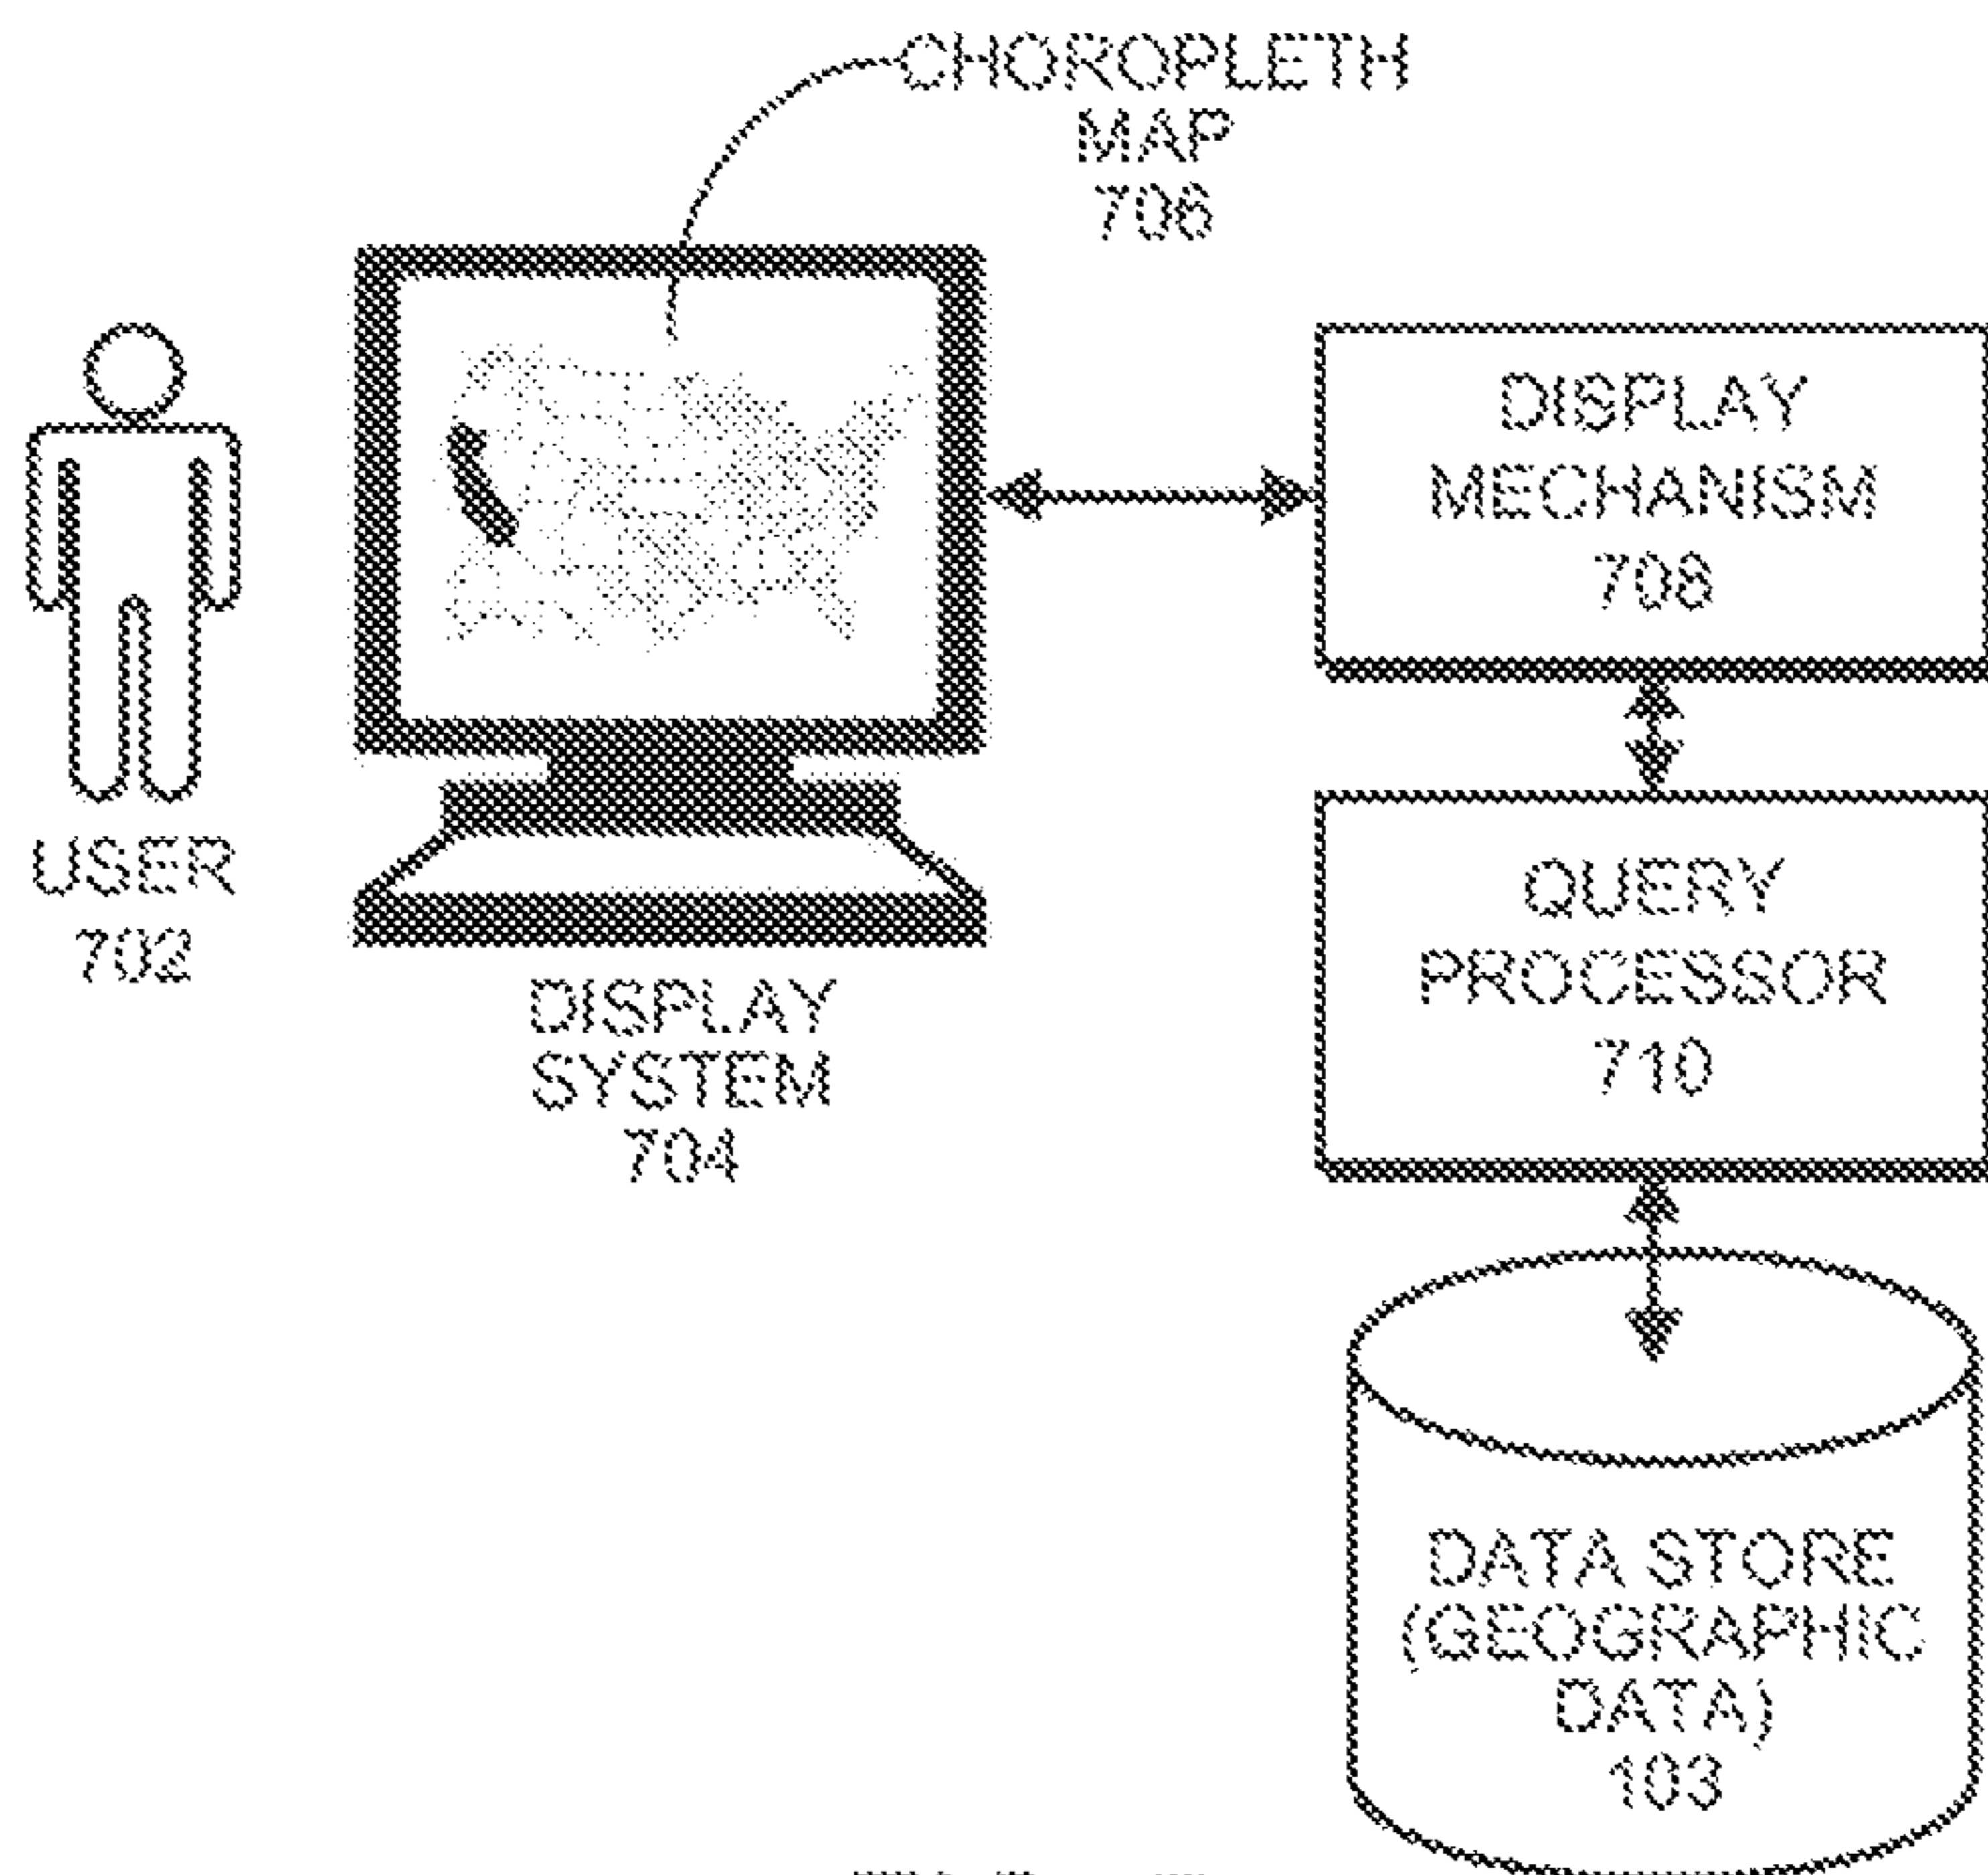 CHOROPLETH
MAP
706
DISPLAY
MECHANISM
708
USER
702
DISPLAY
SYSTEM
704
QUERY
PROCESSOR
710
DATA STORE
(GEOGRAPHIC
DATA)
103